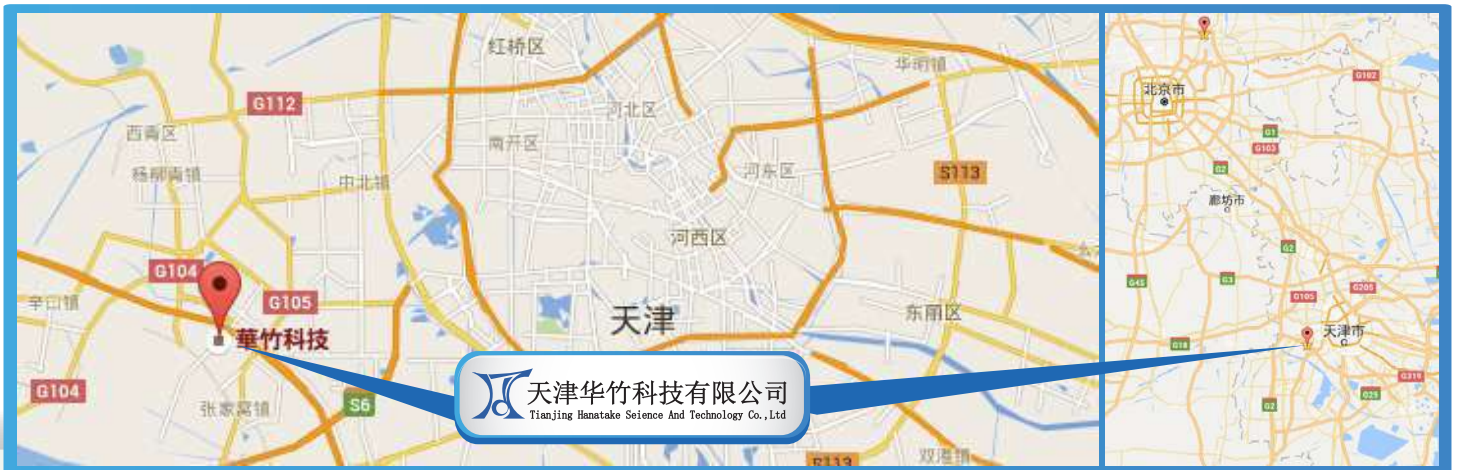 红桥区
华明镇
G112
河北区
西青区
南开区
杨柳青镇
中北镇
河东区
S113
河西区
G104
G105
辛口镇
天津
东丽区
華竹科技
G104
张家窝镇
S6
天津华竹科技有限公司
Tianjing Hanatake Seience And Technology Co.,Ltd
S113
双港镇
G102
北京市
G1
G103
G2
廊坊市
G2
G45
G3
G105
G205
天津市
G18
G25
G2